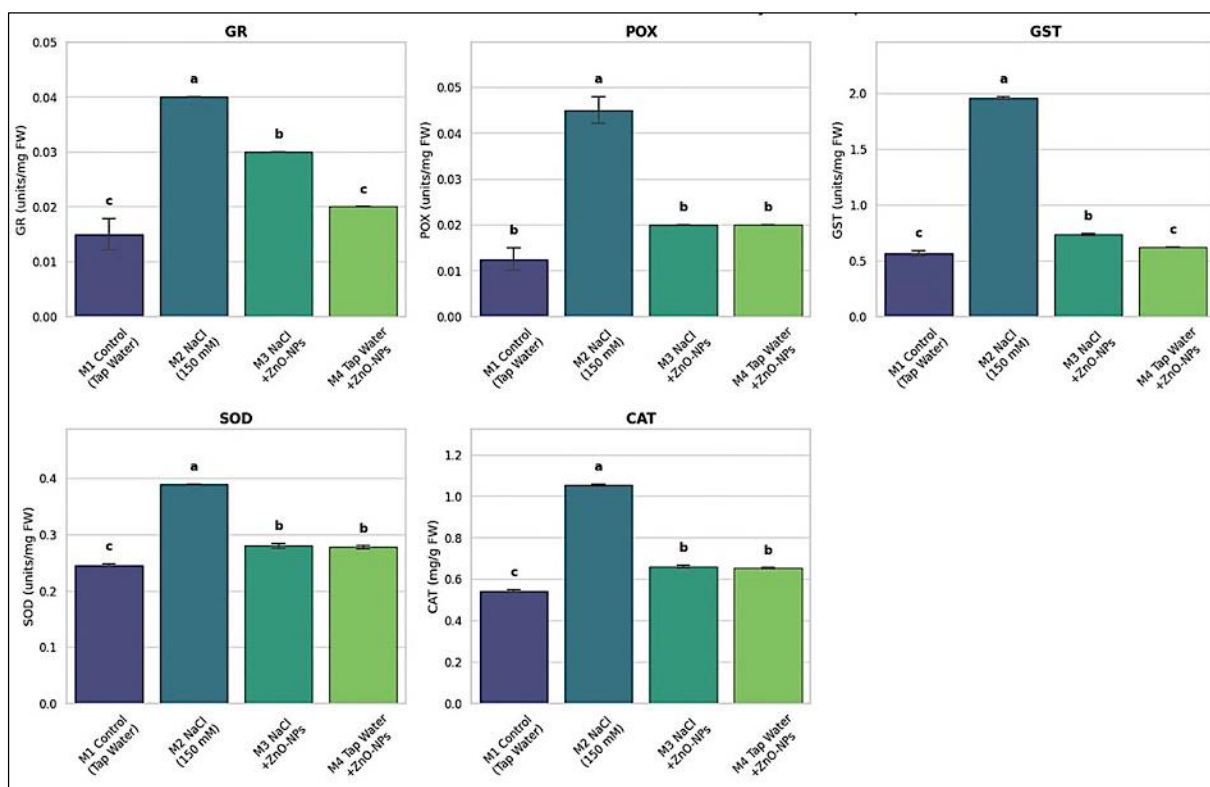 GR
GR (units/mg FW)
0.05
0.04
0.03
0.02
0.01
0.00
c
a
b
c
M1 Control
(Tap Water)
M2 NaCl
(150 mM)
M3 NaCl
+ZnO-NPs
M4 Tap Water
+ZnO-NPs
POX
POX (units/mg FW)
0.05
0.04
0.03
0.02
0.01
0.00
b
a
b
b
M1 Control
(Tap Water)
M2 NaCl
(150 mM)
M3 NaCl
+ZnO-NPs
M4 Tap Water
+ZnO-NPs
GST
GST (units/mg FW)
2.0
1.5
1.0
0.5
0.0
c
a
b
c
M1 Control
(Tap Water)
M2 NaCl
(150 mM)
M3 NaCl
+ZnO-NPs
M4 Tap Water
+ZnO-NPs
SOD
SOD (units/mg FW)
0.4
0.3
0.2
0.1
0.0
c
a
b
b
M1 Control
(Tap Water)
M2 NaCl
(150 mM)
M3 NaCl
+ZnO-NPs
M4 Tap Water
+ZnO-NPs
CAT
CAT (mg/g FW)
1.2
1.0
0.8
0.6
0.4
0.2
0.0
c
a
b
b
M1 Control
(Tap Water)
M2 NaCl
(150 mM)
M3 NaCl
+ZnO-NPs
M4 Tap Water
+ZnO-NPs